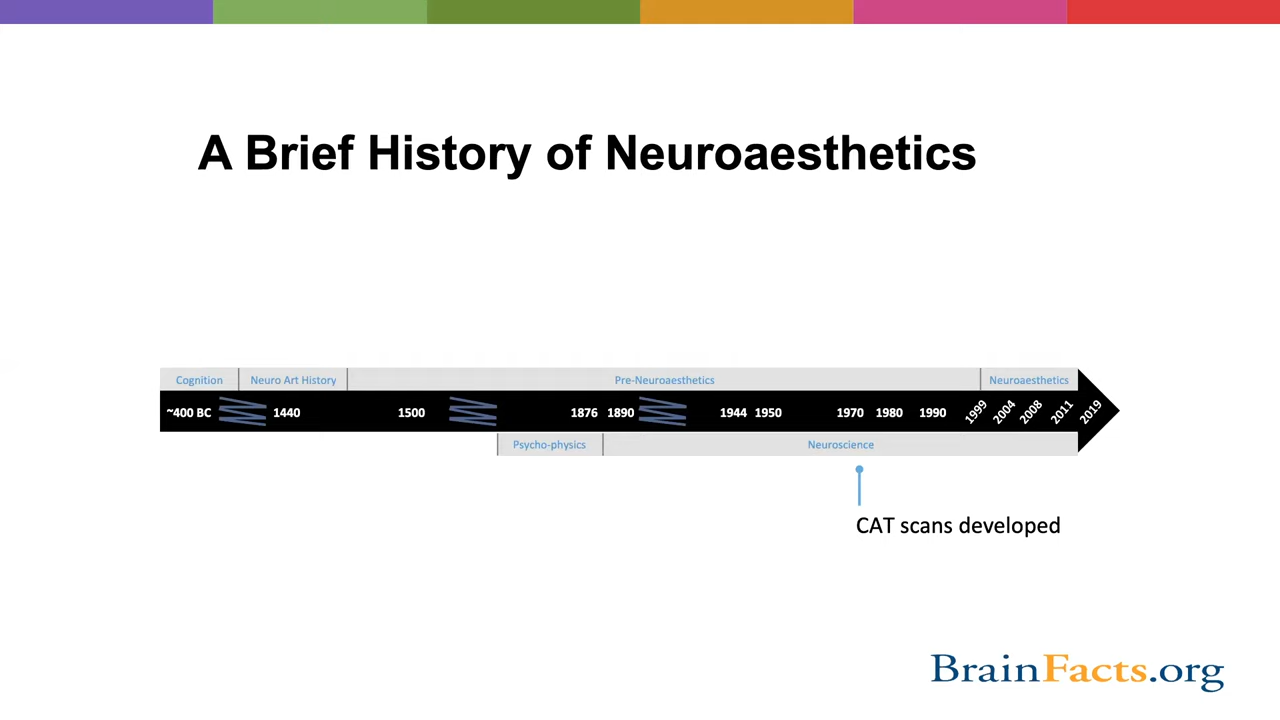 A Brief History of Neuroaesthetics
Cognition Neuro Art History Pre-Neuroaesthetics Neuroaesthetics
~400 BC 1440 1500 1876 1890 1944 1950 1970 1980 1990 1999 2004 2008 2011 2019
Psycho-physics Neuroscience
CAT scans developed
BrainFacts.org